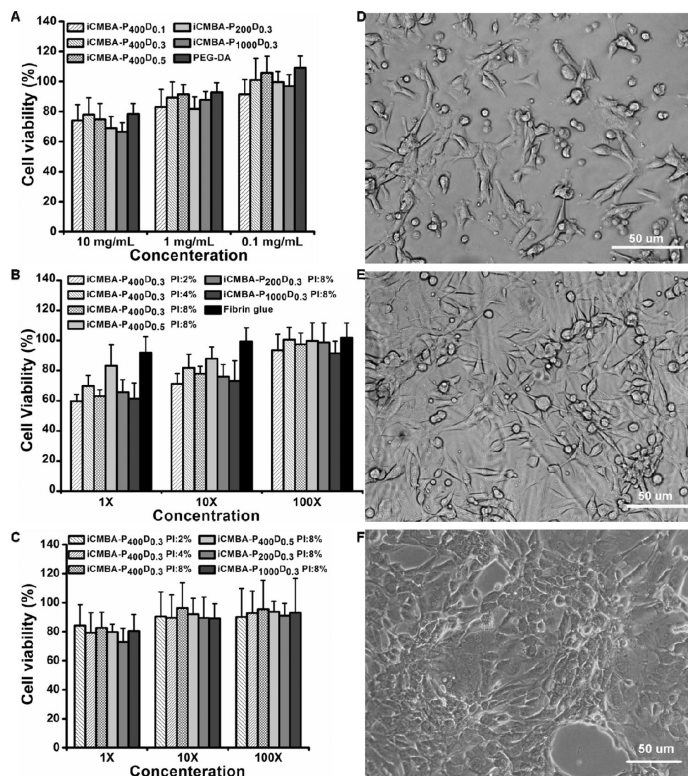 A
iCMBA-P400D0.1 iCMBA-P200D0.3
iCMBA-P400D0.3 iCMBA-P1000D0.3
iCMBA-P400D0.5 PEG-DA
Cell viability (%)
140
120
100
80
60
40
20
0
10 mg/mL 1 mg/mL 0.1 mg/mL
Conceteration
B
iCMBA-P400D0.3 PI:2% iCMBA-P200D0.3 PI:8%
iCMBA-P400D0.3 PI:4% iCMBA-P1000D0.3 PI:8%
iCMBA-P400D0.3 PI:8% Fibrin glue
iCMBA-P400D0.5 PI:8%
Cell Viability (%)
140
120
100
80
60
40
20
0
1X 10X 100X
Concentration
C
iCMBA-P400D0.3 PI:2% iCMBA-P400D0.5 PI:8%
iCMBA-P400D0.3 PI:4% iCMBA-P200D0.3 PI:8%
iCMBA-P400D0.3 PI:8% iCMBA-P1000D0.3 PI:8%
Cell viability (%)
140
120
100
80
60
40
20
0
1X 10X 100X
Conceteration
D
50 um
E
50 um
F
50 um